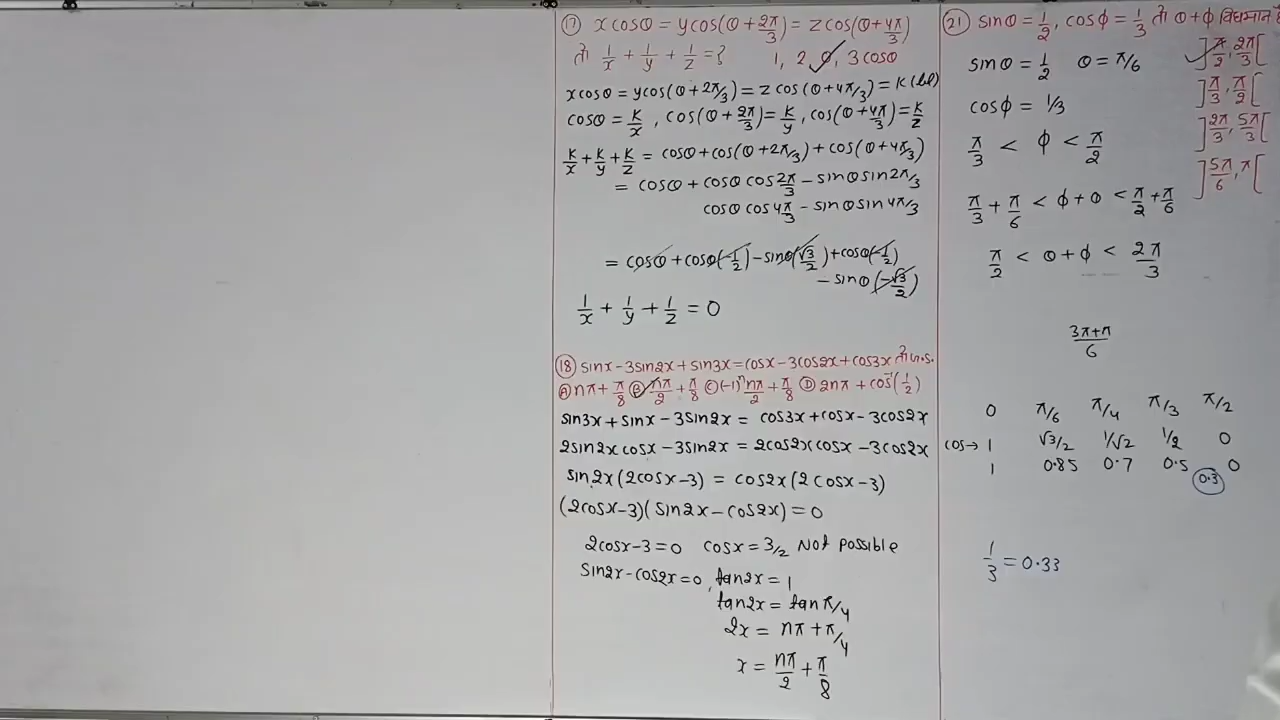 (17) xcosθ = ycos(θ + 2π/3) = zcos(θ + 4π/3)
तो 1/x + 1/y + 1/z = ? 1, 2, 0, 3cosθ
xcosθ = ycos(θ + 2π/3) = zcos(θ + 4π/3) = K
cosθ = K/x , cos(θ + 2π/3) = K/y , cos(θ + 4π/3) = K/z
K/x + K/y + K/z = cosθ + cos(θ + 2π/3) + cos(θ + 4π/3)
= cosθ + cosθ cos 2π/3 - sinθ sin 2π/3
cosθ cos 4π/3 - sinθ sin 4π/3
= cosθ + cosθ(-1/2) - sinθ(√3/2) + cosθ(-1/2)
- sinθ(-√3/2)
1/x + 1/y + 1/z = 0
(18) sinx - 3sin2x + sin3x = cosx - 3cos2x + cos3x तो
(A) nπ + π/8 (B) nπ/2 + π/8 (C) (-1)ⁿ nπ/2 + π/8 (D) 2nπ + cos⁻¹(1/2)
sin3x + sinx - 3sin2x = cos3x + cosx - 3cos2x
2sin2x cosx - 3sin2x = 2cos2x cosx - 3cos2x
sin2x(2cosx - 3) = cos2x(2cosx - 3)
(2cosx - 3)(sin2x - cos2x) = 0
2cosx - 3 = 0 cosx = 3/2 Not possible
sin2x - cos2x = 0, tan2x = 1
tan2x = tan π/4
2x = nπ + π/4
x = nπ/2 + π/8
(21) sinθ = 1/2, cosϕ = 1/3 तो θ + ϕ विद्यमान
sinθ = 1/2 θ = π/6
]π/2, 2π/3[
]π/3, π/2[
]2π/3, 5π/3[
]5π/6, π[
cosϕ = 1/3
π/3 < ϕ < π/2
π/3 + π/6 < ϕ + θ < π/2 + π/6
π/2 < θ + ϕ < 2π/3
3π+π/6
0 π/6 π/4 π/3 π/2
cos→ 1 √3/2 1/√2 1/2 0
1 0.85 0.7 0.5 0
0.3
1/3 = 0.33